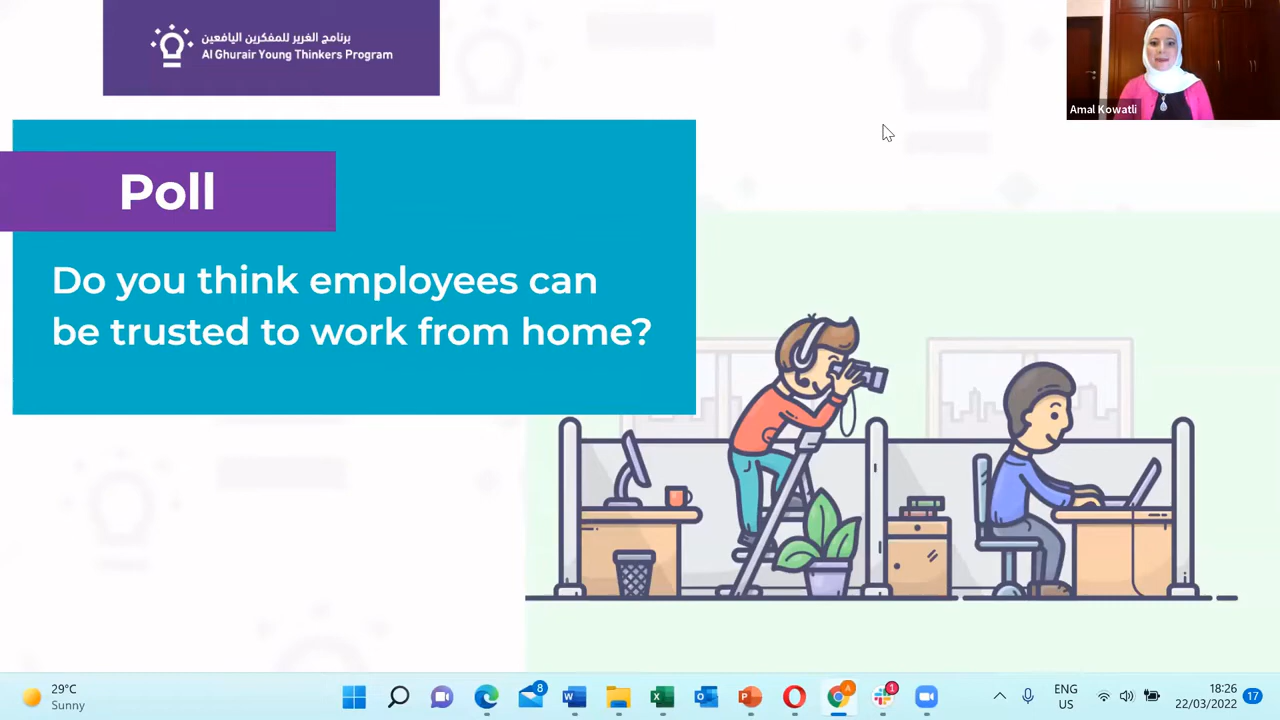 برنامج الغرير للمفكرين اليافعين
Al Ghurair Young Thinkers Program
Amal Kowatli
Poll
Do you think employees can
be trusted to work from home?
29°C
Sunny
8
A
1
ENG
US
18:26
22/03/2022
17